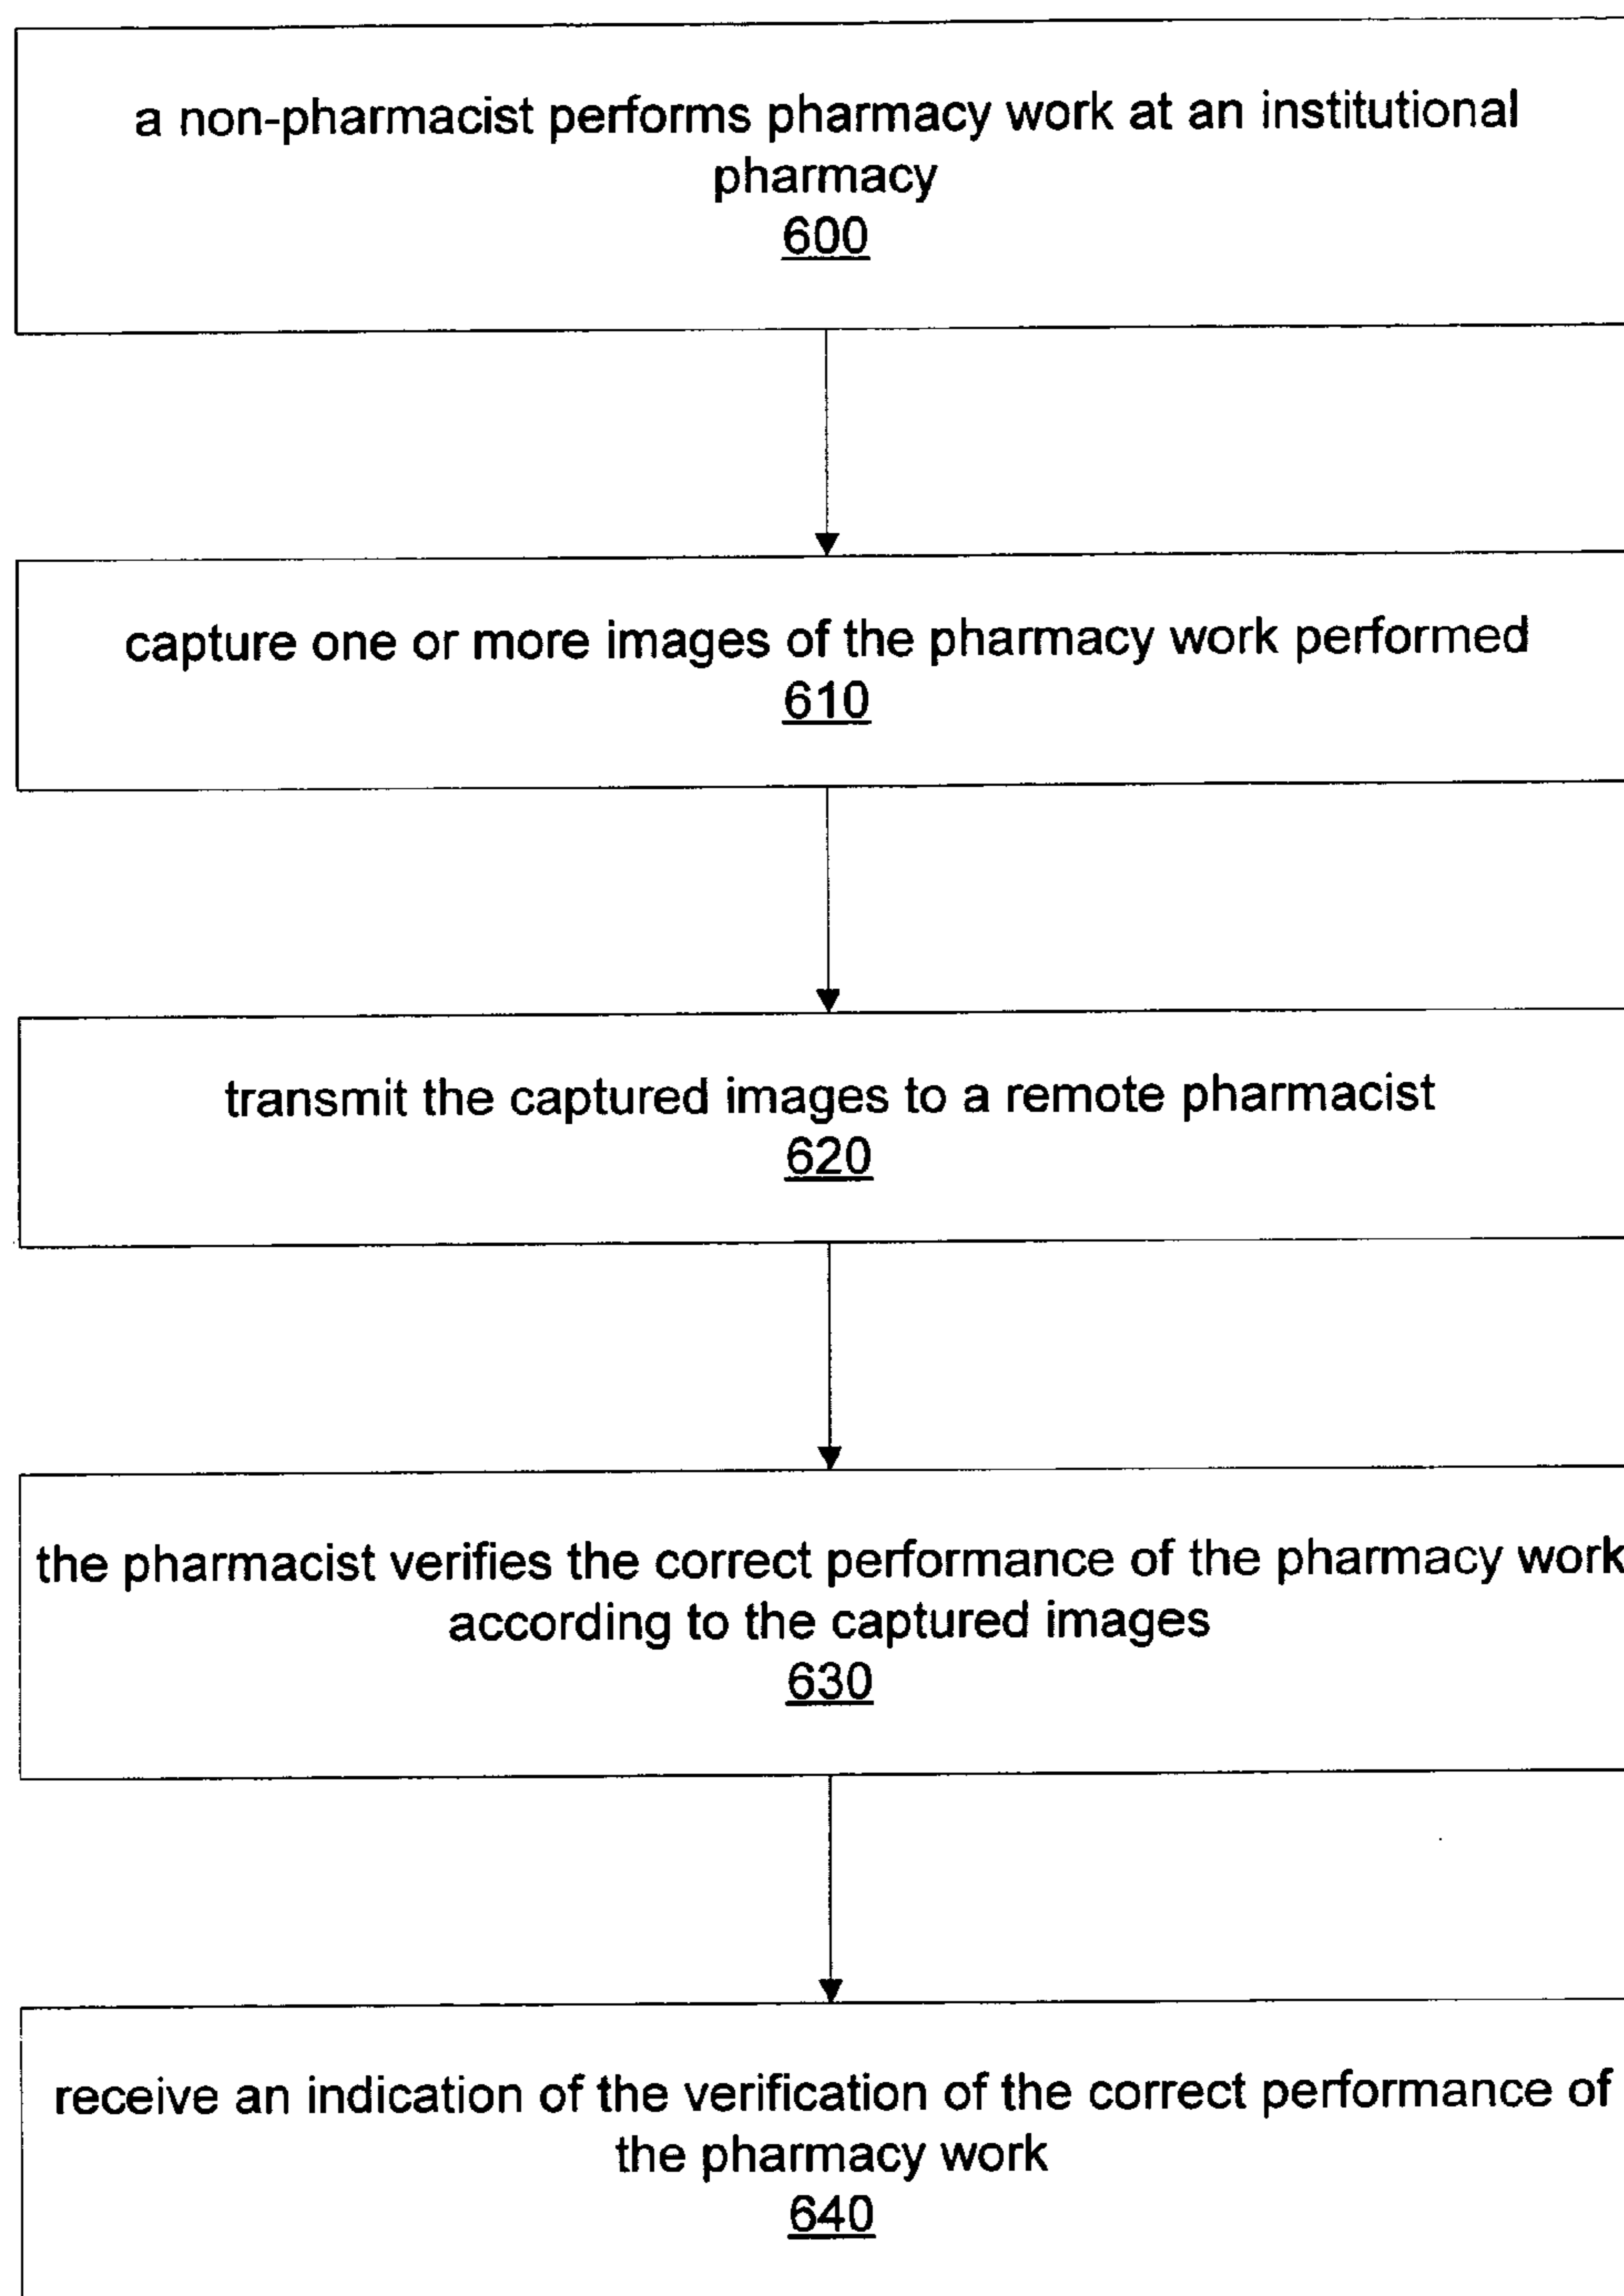 a non-pharmacist performs pharmacy work at an institutional
pharmacy
600
capture one or more images of the pharmacy work performed
610
transmit the captured images to a remote pharmacist
620
the pharmacist verifies the correct performance of the pharmacy work
according to the captured images
630
receive an indication of the verification of the correct performance of
the pharmacy work
640